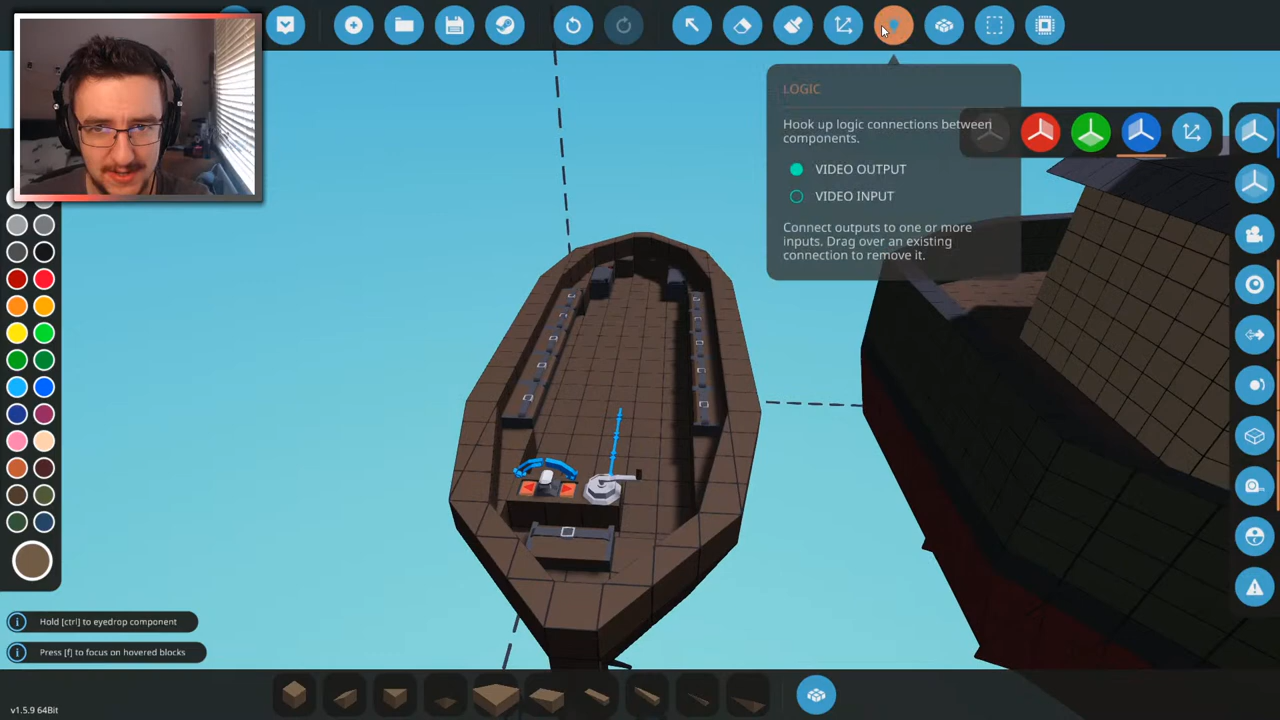 LOGIC
Hook up logic connections between
components.
VIDEO OUTPUT
VIDEO INPUT
Connect outputs to one or more
inputs. Drag over an existing
connection to remove it.
Hold [ctrl] to eyedrop component
Press [f] to focus on hovered blocks
v1.5.9 64Bit